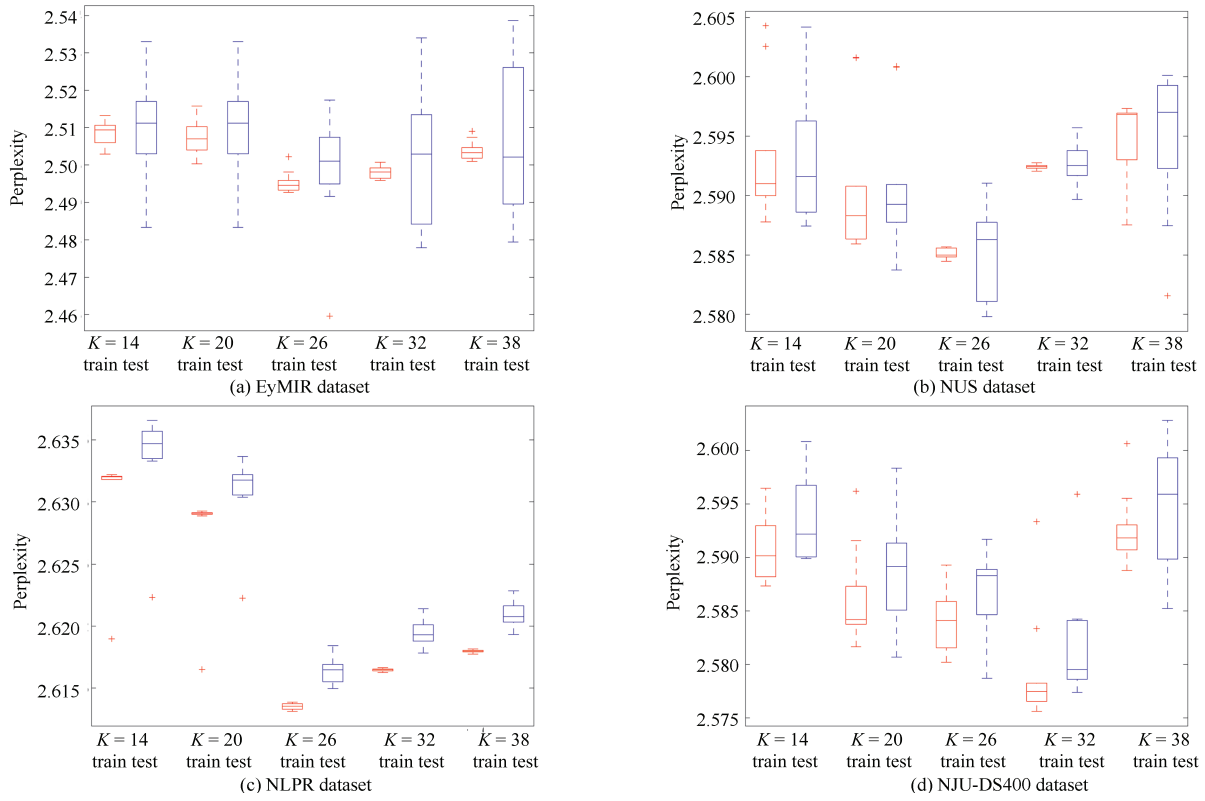 2.54
2.53
2.52
2.51
2.50
2.49
2.48
2.47
2.46
Perplexity
K = 14 K = 20 K = 26 K = 32 K = 38
train test train test train test train test train test
(a) EyMIR dataset
2.605
2.600
2.595
2.590
2.585
2.580
Perplexity
K = 14 K = 20 K = 26 K = 32 K = 38
train test train test train test train test train test
(b) NUS dataset
2.635
2.630
2.625
2.620
2.615
Perplexity
K = 14 K = 20 K = 26 K = 32 K = 38
train test train test train test train test train test
(c) NLPR dataset
2.600
2.595
2.590
2.585
2.580
2.575
Perplexity
K = 14 K = 20 K = 26 K = 32 K = 38
train test train test train test train test train test
(d) NJU-DS400 dataset